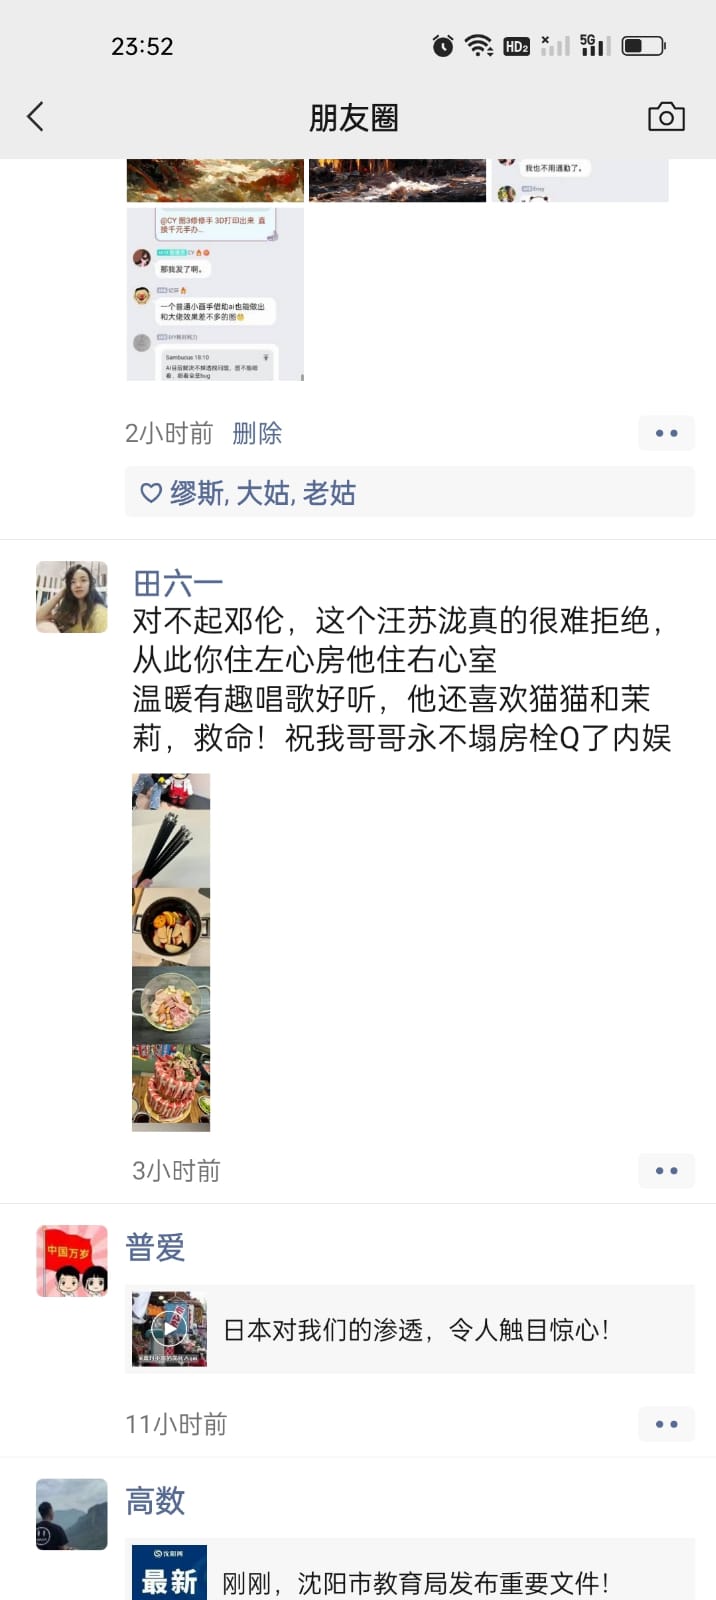 23:52
HD2
5G
朋友圈
我也不用通勤了。
@CY 图3修修手 3D打印出来 直
接千元手办...
CY
那我发了啊。
一个普通小画手借助ai也能做出
和大佬效果差不多的图
Sambucus 18:10
2小时前 删除
缪斯, 大姑, 老姑
田六一
对不起邓伦，这个汪苏泷真的很难拒绝，
从此你住左心房他住右心室
温暖有趣唱歌好听，他还喜欢猫猫和茉
莉，救命！祝我哥哥永不塌房栓Q了内娱
3小时前
中国万岁
普爱
日本对我们的渗透，令人触目惊心！
11小时前
高数
沈阳网
最新
刚刚，沈阳市教育局发布重要文件！